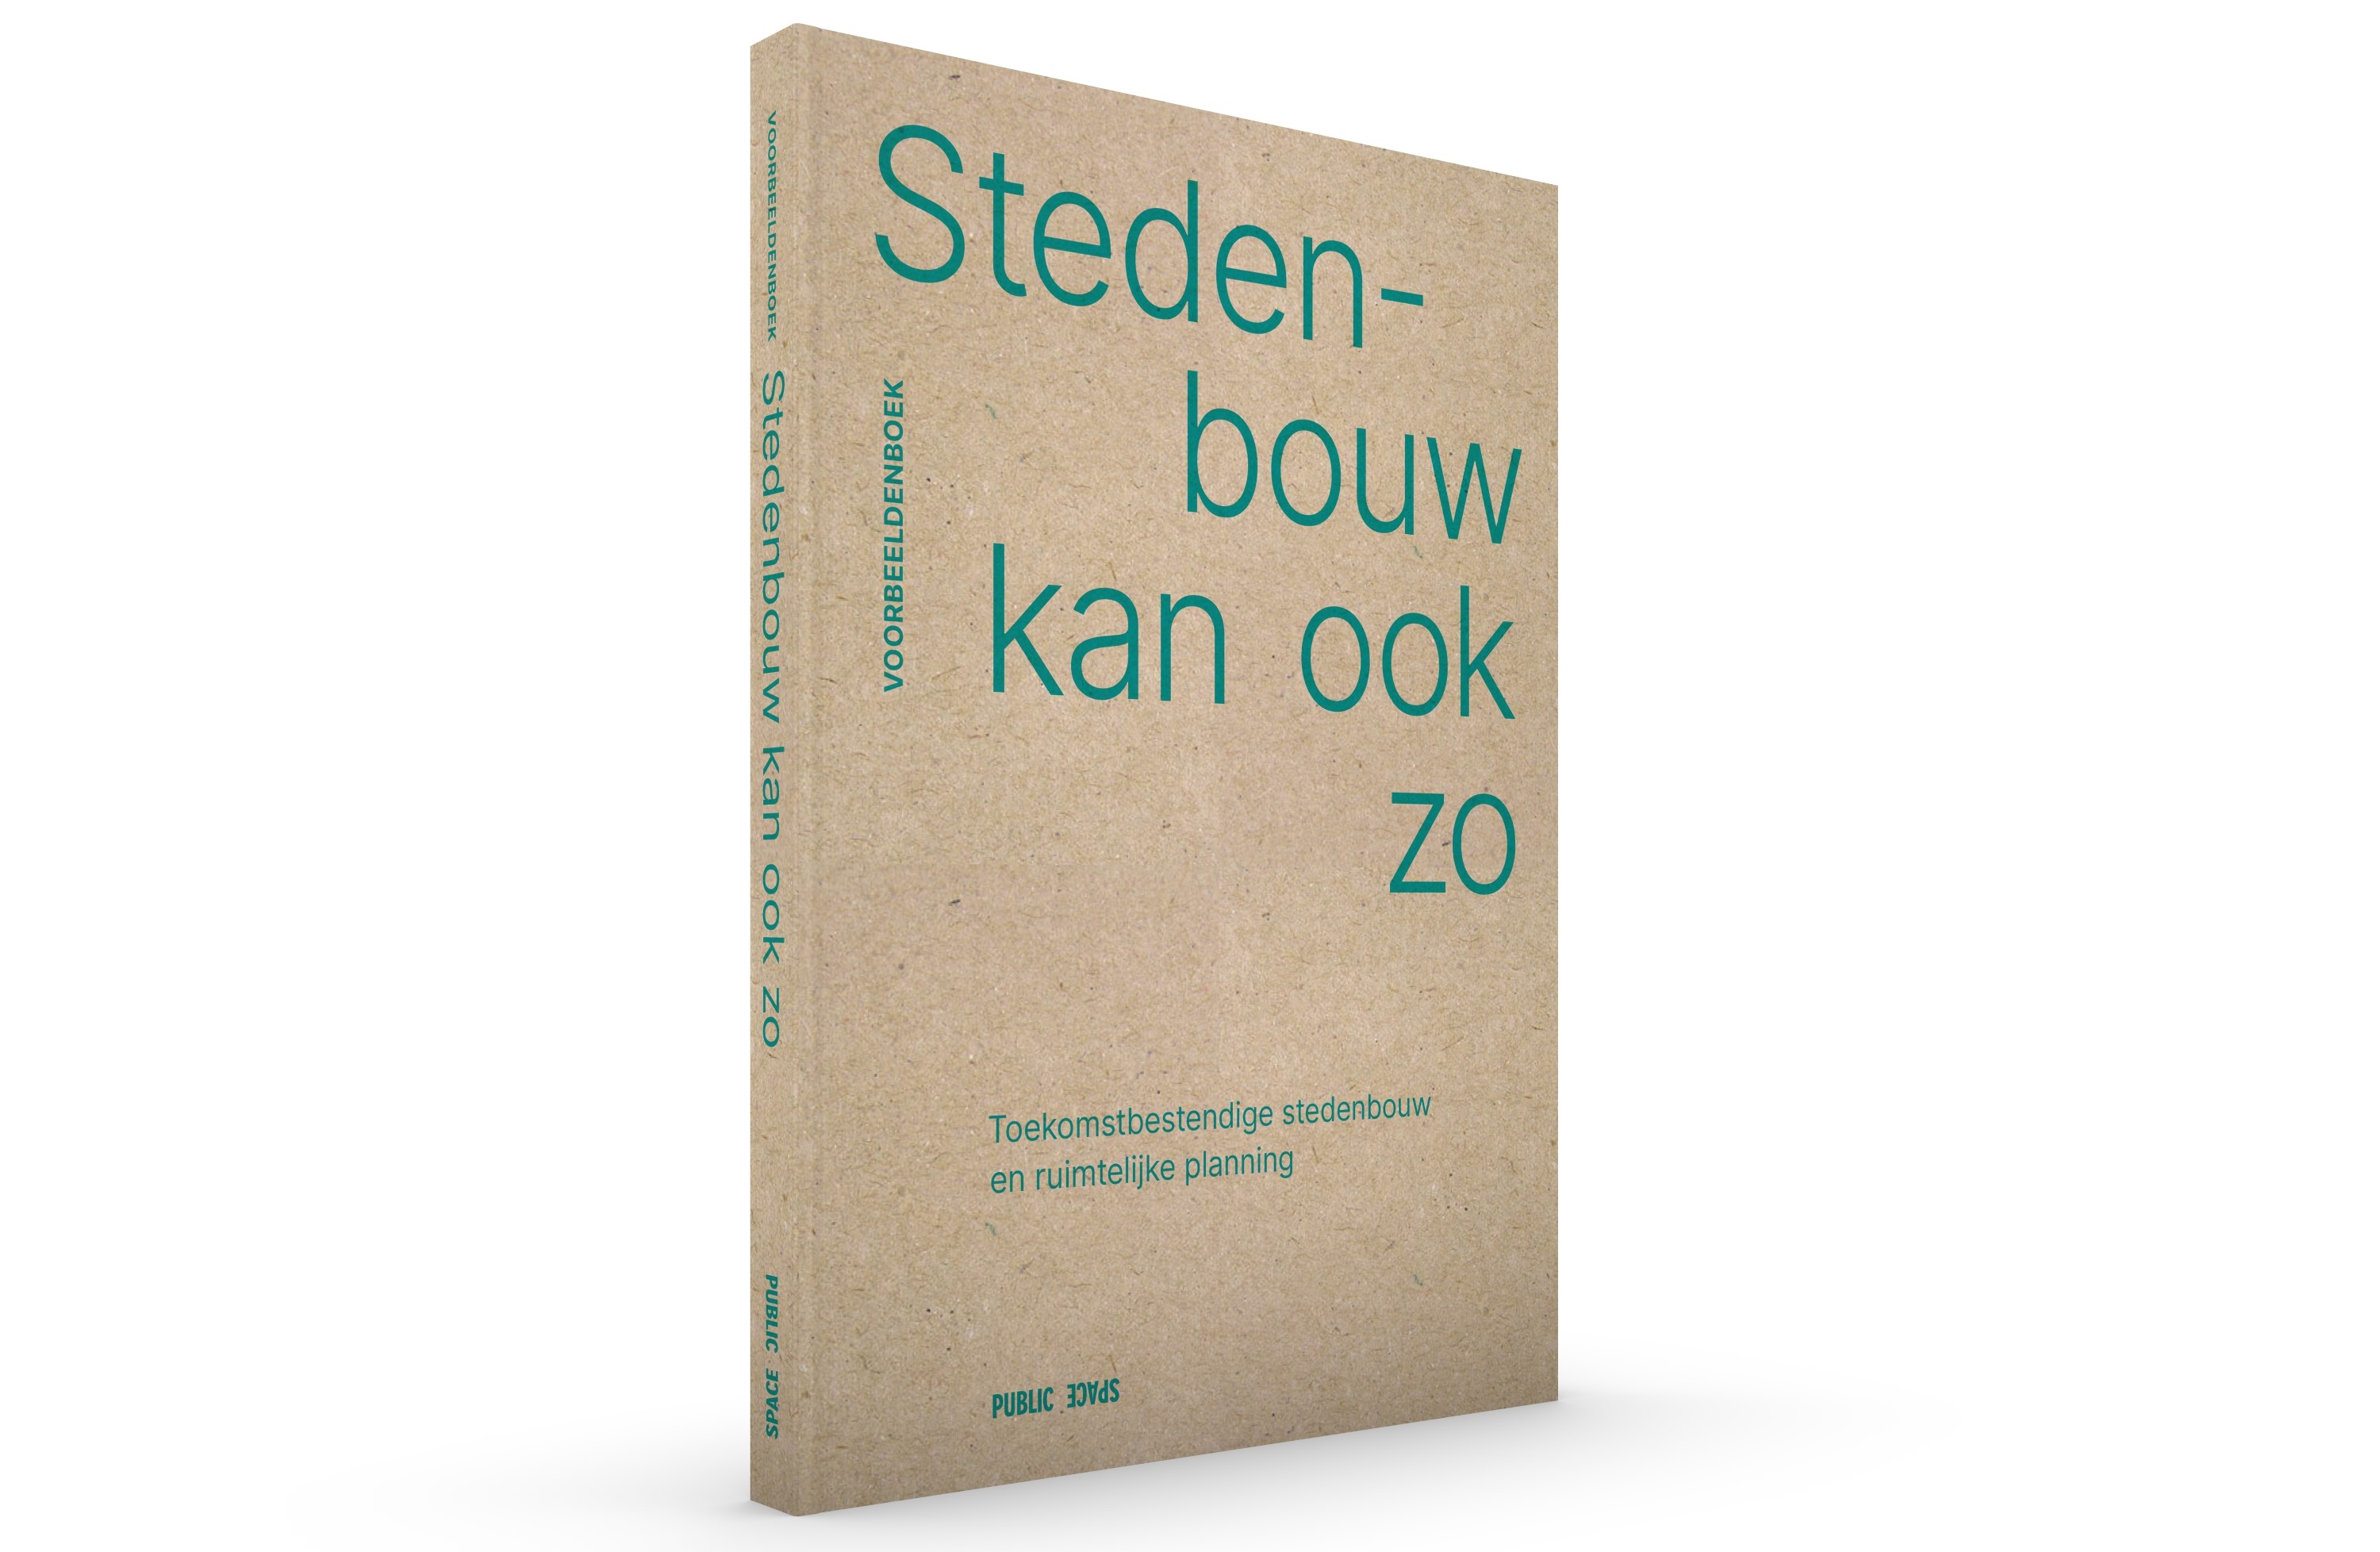 VOORBEELDENBOEK Stedenbouw kan ook zo
PUBLIC SPACE
Steden-
bouw
kan ook
zo
VOORBEELDENBOEK
Toekomstbestendige stedenbouw
en ruimtelijke planning
PUBLIC SPACE